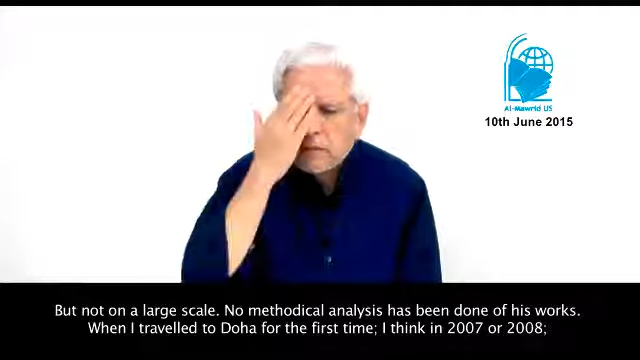 Al-Mawrid US
10th June 2015
But not on a large scale. No methodical analysis has been done of his works.
When I travelled to Doha for the first time; I think in 2007 or 2008;